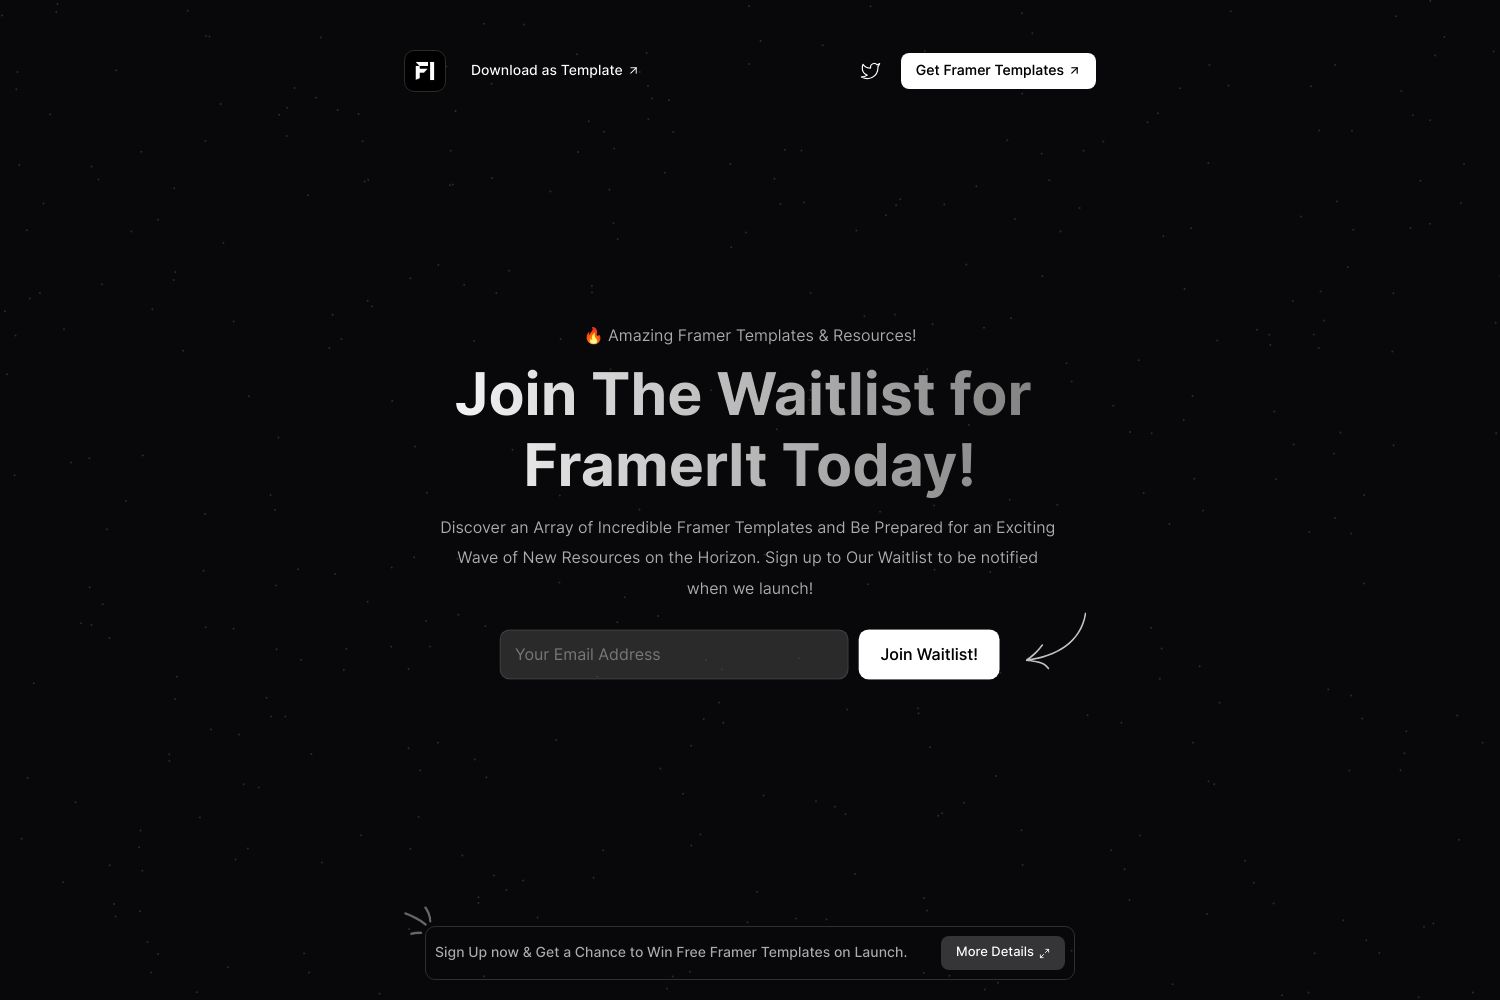 FI
Download as Template
Get Framer Templates
🔥 Amazing Framer Templates & Resources!
Join The Waitlist for
FramerIt Today!
Discover an Array of Incredible Framer Templates and Be Prepared for an Exciting
Wave of New Resources on the Horizon. Sign up to Our Waitlist to be notified
when we launch!
Your Email Address
Join Waitlist!
Sign Up now & Get a Chance to Win Free Framer Templates on Launch.
More Details